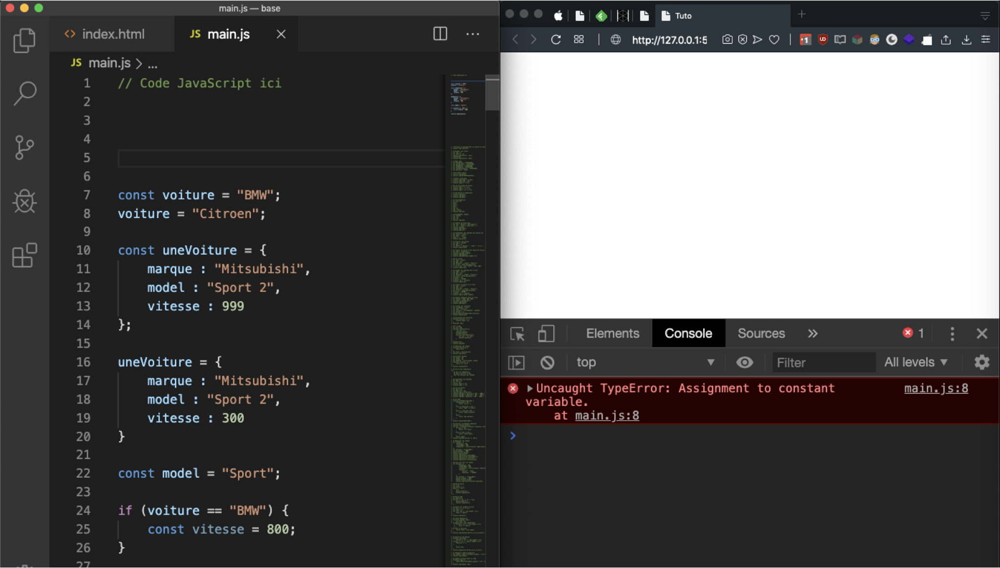 main.js — base
index.html
JS main.js
JS main.js > ...
1 // Code JavaScript ici
2
3
4
5
6
7 const voiture = "BMW";
8 voiture = "Citroen";
9
10 const uneVoiture = {
11 marque : "Mitsubishi",
12 model : "Sport 2",
13 vitesse : 999
14 };
15
16 uneVoiture = {
17 marque : "Mitsubishi",
18 model : "Sport 2",
19 vitesse : 300
20 }
21
22 const model = "Sport";
23
24 if (voiture == "BMW") {
25 const vitesse = 800;
26 }
27
Tuto
http://127.0.0.1:5
Elements Console Sources » 1
top Filter All levels
Uncaught TypeError: Assignment to constant main.js:8
variable.
at main.js:8